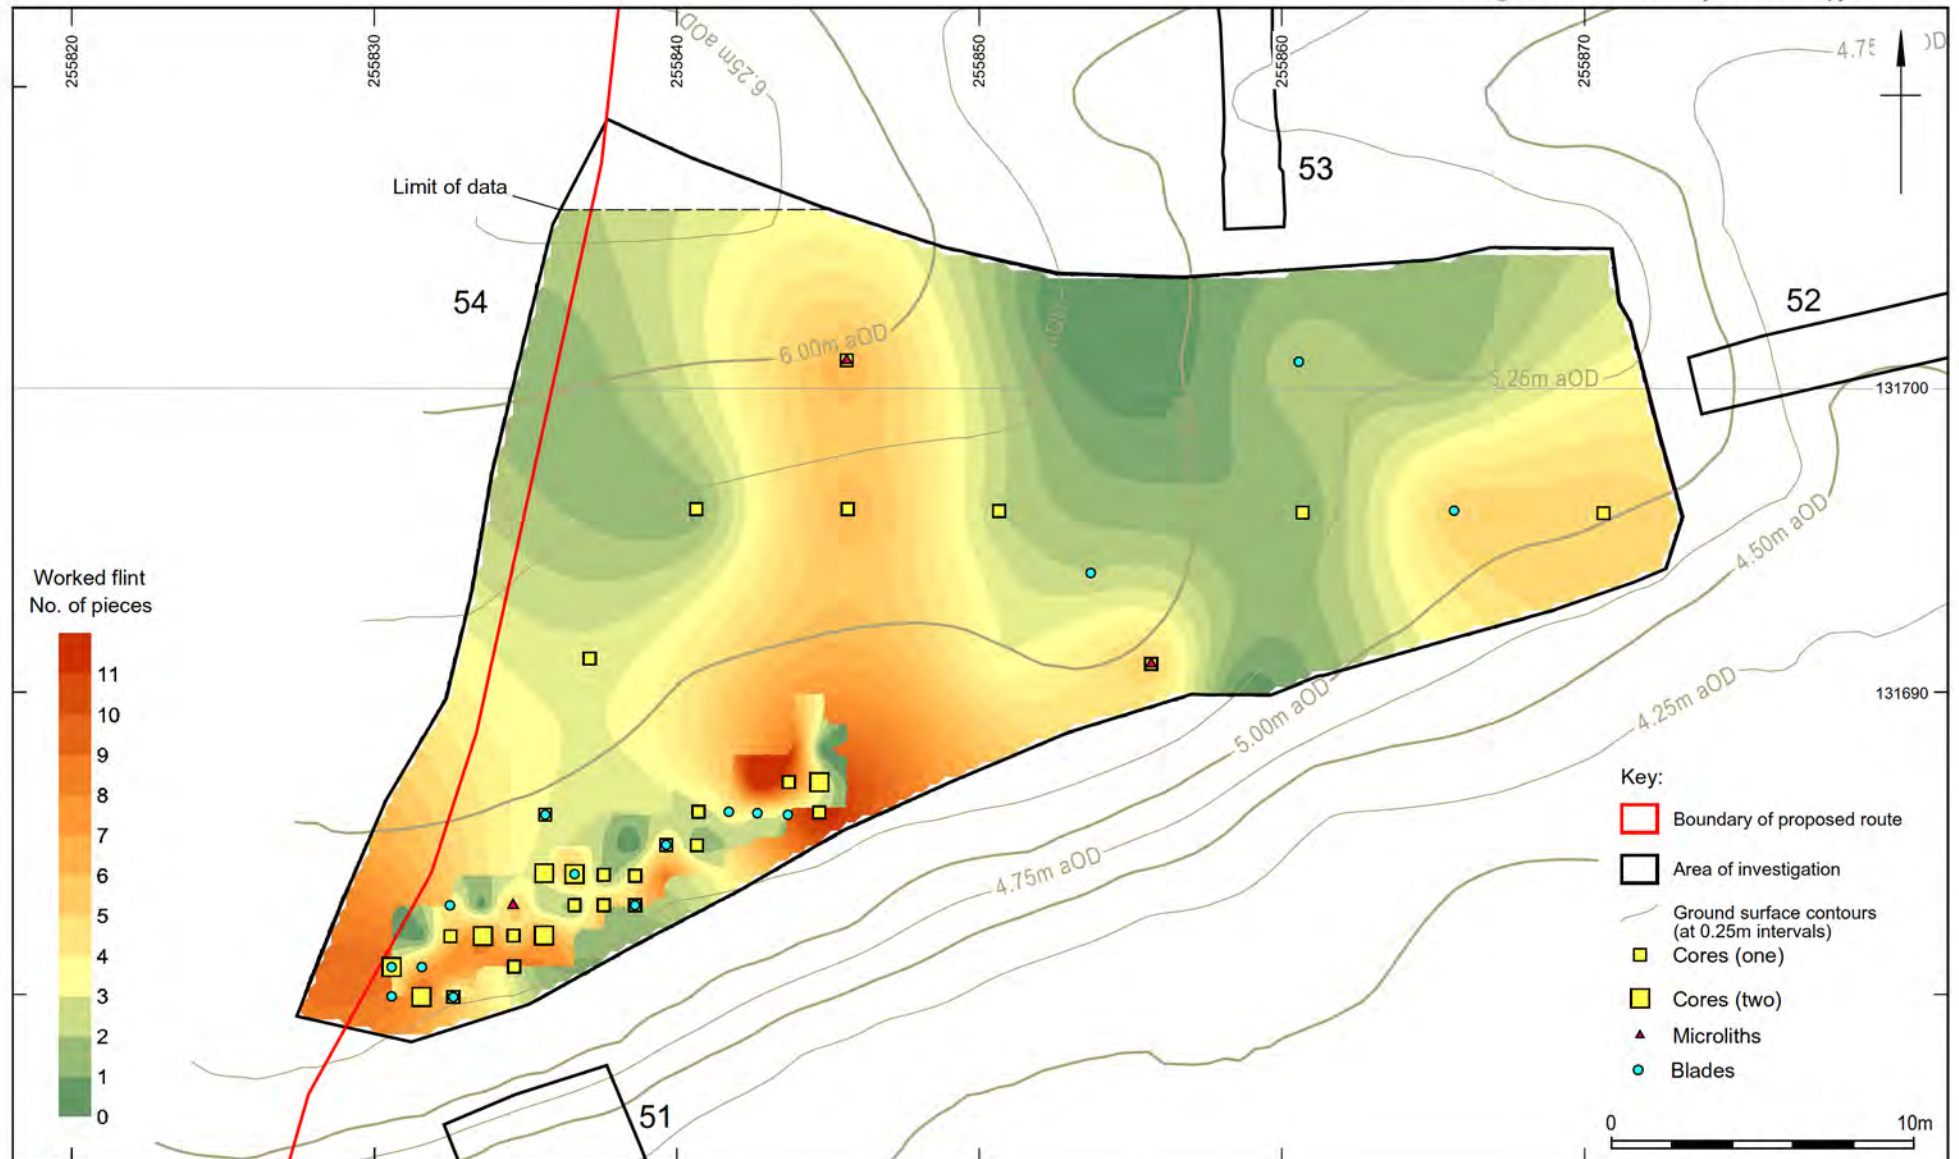 255820
255830
255840
255850
255860
255870
6.25m aOD
4.75
OD
Limit of data
53
54
52
6.00m aOD
5.25m aOD
131700
4.50m aOD
Worked flint
No. of pieces
11
10
9
8
7
6
5
4
3
2
1
0
131690
5.00m aOD
4.25m aOD
4.75m aOD
51
Key:
Boundary of proposed route
Area of investigation
Ground surface contours
(at 0.25m intervals)
Cores (one)
Cores (two)
Microliths
Blades
0 10m